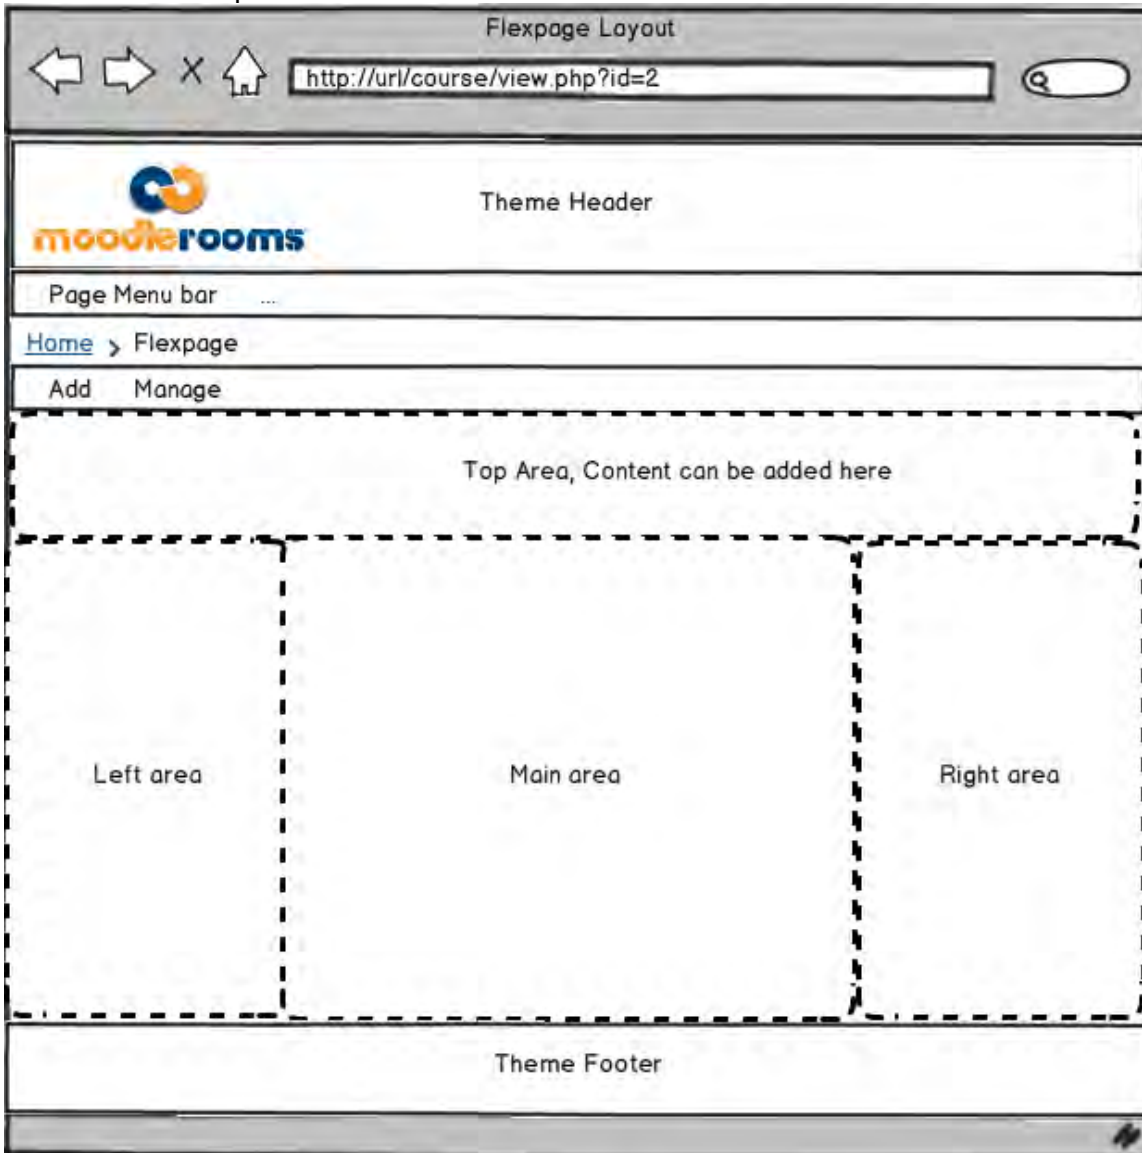 Flexpage Layout
http://url/course/view.php?id=2
moodlerooms
Theme Header
Page Menu bar ...
Home > Flexpage
Add Manage
Top Area, Content can be added here
Left area
Main area
Right area
Theme Footer